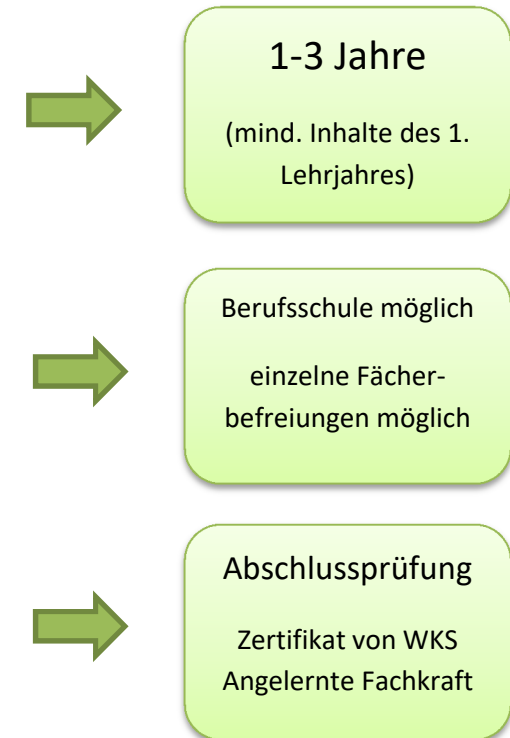 1-3 Jahre
(mind. Inhalte des 1.
Lehrjahres)
Berufsschule möglich
einzelne Fächer-
befreiungen möglich
Abschlussprüfung
Zertifikat von WKS
Angelernte Fachkraft